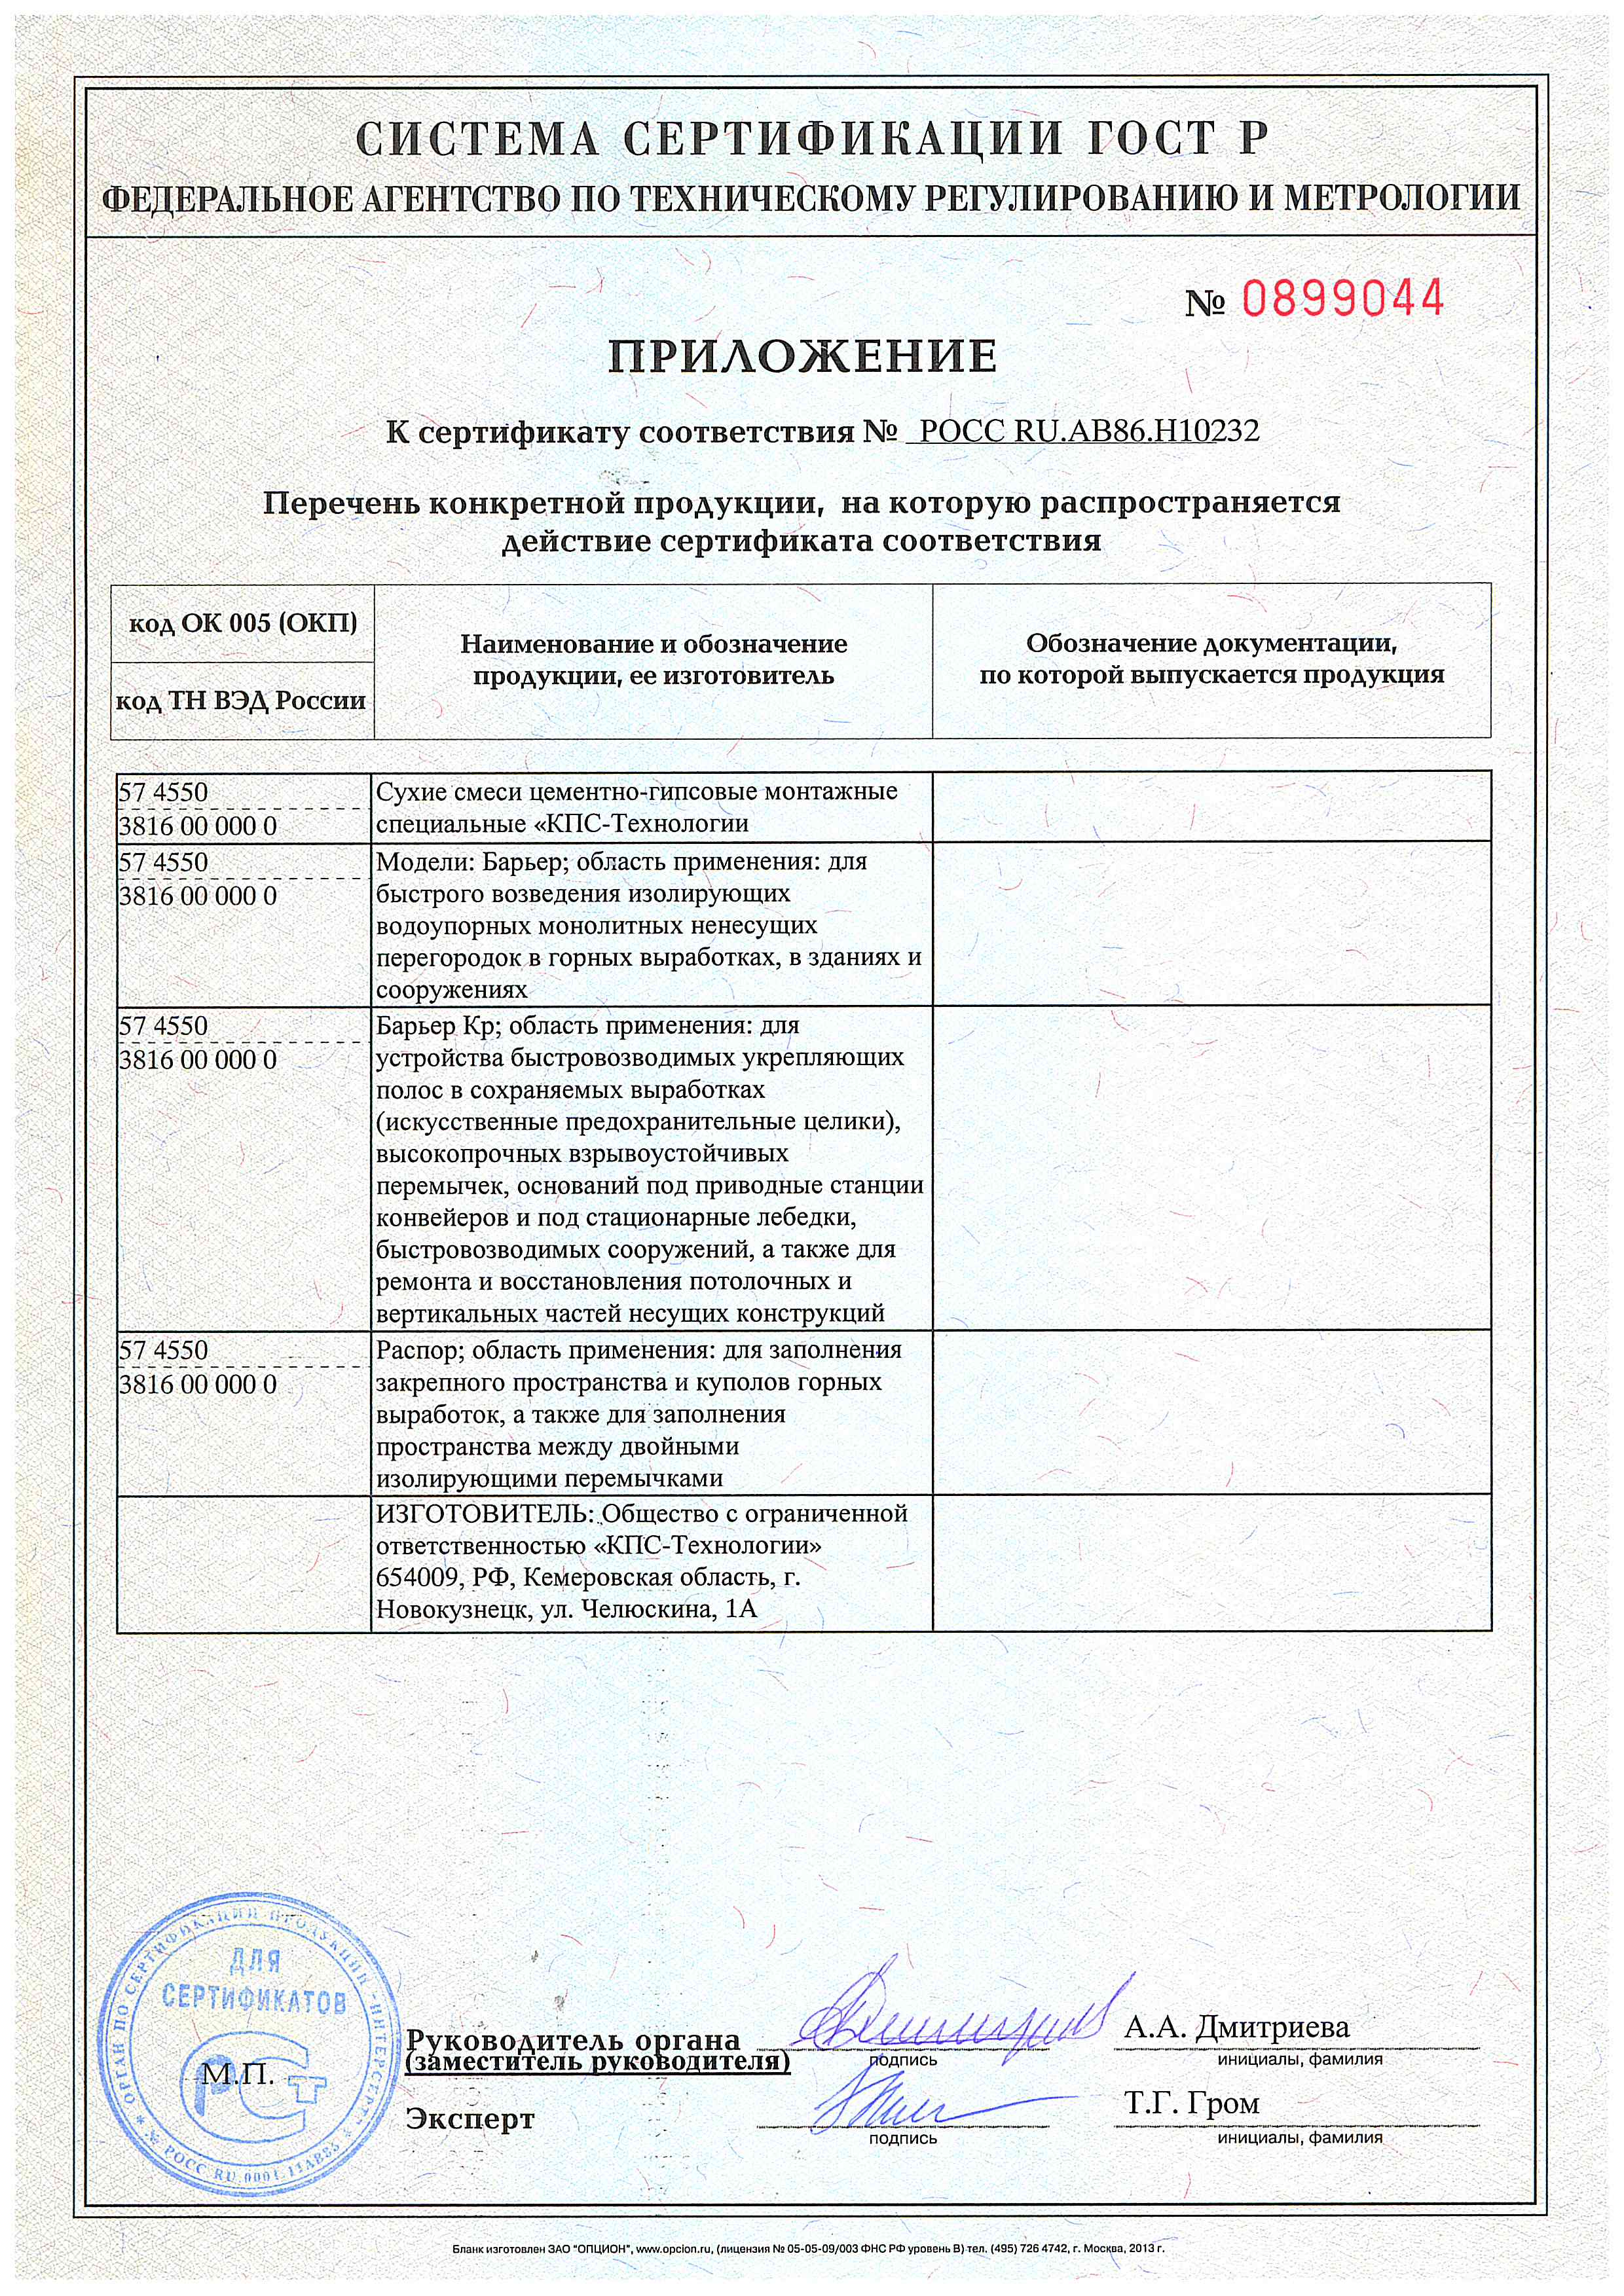 СИСТЕМА СЕРТИФИКАЦИИ ГОСТ Р
ФЕДЕРАЛЬНОЕ АГЕНТСТВО ПО ТЕХНИЧЕСКОМУ РЕГУЛИРОВАНИЮ И МЕТРОЛОГИИ
№ 0899044
ПРИЛОЖЕНИЕ
К сертификату соответствия № РОСС RU.АВ86.Н10232
Перечень конкретной продукции, на которую распространяется
действие сертификата соответствия
код ОК 005 (ОКП)
код ТН ВЭД России
Наименование и обозначение
продукции, ее изготовитель
Обозначение документации,
по которой выпускается продукция
57 4550
3816 00 000 0
Сухие смеси цементно-гипсовые монтажные
специальные «КПС-Технологии
57 4550
3816 00 000 0
Модели: Барьер; область применения: для
быстрого возведения изолирующих
водоупорных монолитных ненесущих
перегородок в горных выработках, в зданиях и
сооружениях
57 4550
3816 00 000 0
Барьер Кр; область применения: для
устройства быстровозводимых укрепляющих
полос в сохраняемых выработках
(искусственные предохранительные целики),
высокопрочных взрывоустойчивых
перемычек, оснований под приводные станции
конвейеров и под стационарные лебедки,
быстровозводимых сооружений, а также для
ремонта и восстановления потолочных и
вертикальных частей несущих конструкций
57 4550
3816 00 000 0
Распор; область применения: для заполнения
закрепного пространства и куполов горных
выработок, а также для заполнения
пространства между двойными
изолирующими перемычками
ИЗГОТОВИТЕЛЬ: Общество с ограниченной
ответственностью «КПС-Технологии»
654009, РФ, Кемеровская область, г.
Новокузнецк, ул. Челюскина, 1А
ОРГАН ПО СЕРТИФИКАЦИИ ПРОДУКЦИИ "ИНТЕРСЕРТ"
№ РОСС RU.0001.11АВ86
ДЛЯ
СЕРТИФИКАТОВ
М.П.
Руководитель органа
(заместитель руководителя)
подпись
А.А. Дмитриева
инициалы, фамилия
Эксперт
подпись
Т.Г. Гром
инициалы, фамилия
Бланк изготовлен ЗАО "ОПЦИОН", www.opcion.ru, (лицензия № 05-05-09/003 ФНС РФ уровень В) тел. (495) 726 4742, г. Москва, 2013 г.